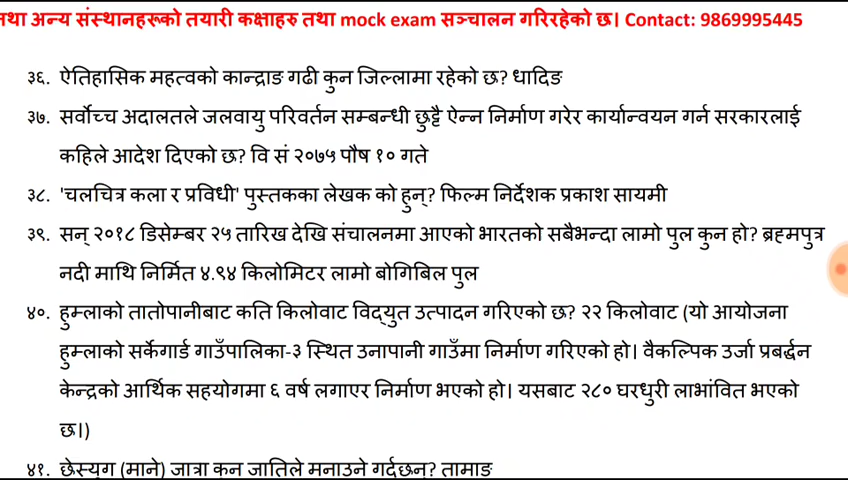 तथा अन्य संस्थानहरूको तयारी कक्षाहरु तथा mock exam सञ्चालन गरिरहेको छ। Contact: 9869995445
३६. ऐतिहासिक महत्वको कान्द्राङ गढी कुन जिल्लामा रहेको छ? धादिङ
३७. सर्वोच्च अदालतले जलवायु परिवर्तन सम्बन्धी छुट्टै ऐन्न निर्माण गरेर कार्यान्वयन गर्न सरकारलाई
कहिले आदेश दिएको छ? वि सं २०७५ पौष १० गते
३८. 'चलचित्र कला र प्रविधी' पुस्तकका लेखक को हुन्? फिल्म निर्देशक प्रकाश सायमी
३९. सन् २०१८ डिसेम्बर २५ तारिख देखि संचालनमा आएको भारतको सबैभन्दा लामो पुल कुन हो? ब्रह्मपुत्र
नदी माथि निर्मित ४.९४ किलोमिटर लामो बोगिबिल पुल
४०. हुम्लाको तातोपानीबाट कति किलोवाट विद्युत उत्पादन गरिएको छ? २२ किलोवाट (यो आयोजना
हुम्लाको सर्केगार्ड गाउँपालिका-३ स्थित उनापानी गाउँमा निर्माण गरिएको हो। वैकल्पिक उर्जा प्रबर्द्धन
केन्द्रको आर्थिक सहयोगमा ६ वर्ष लगाएर निर्माण भएको हो। यसबाट २८० घरधुरी लाभांवित भएको
छ।)
४१. छेस्युग (माने) जात्रा कुन जातिले मनाउने गर्दछन्? तामाङ